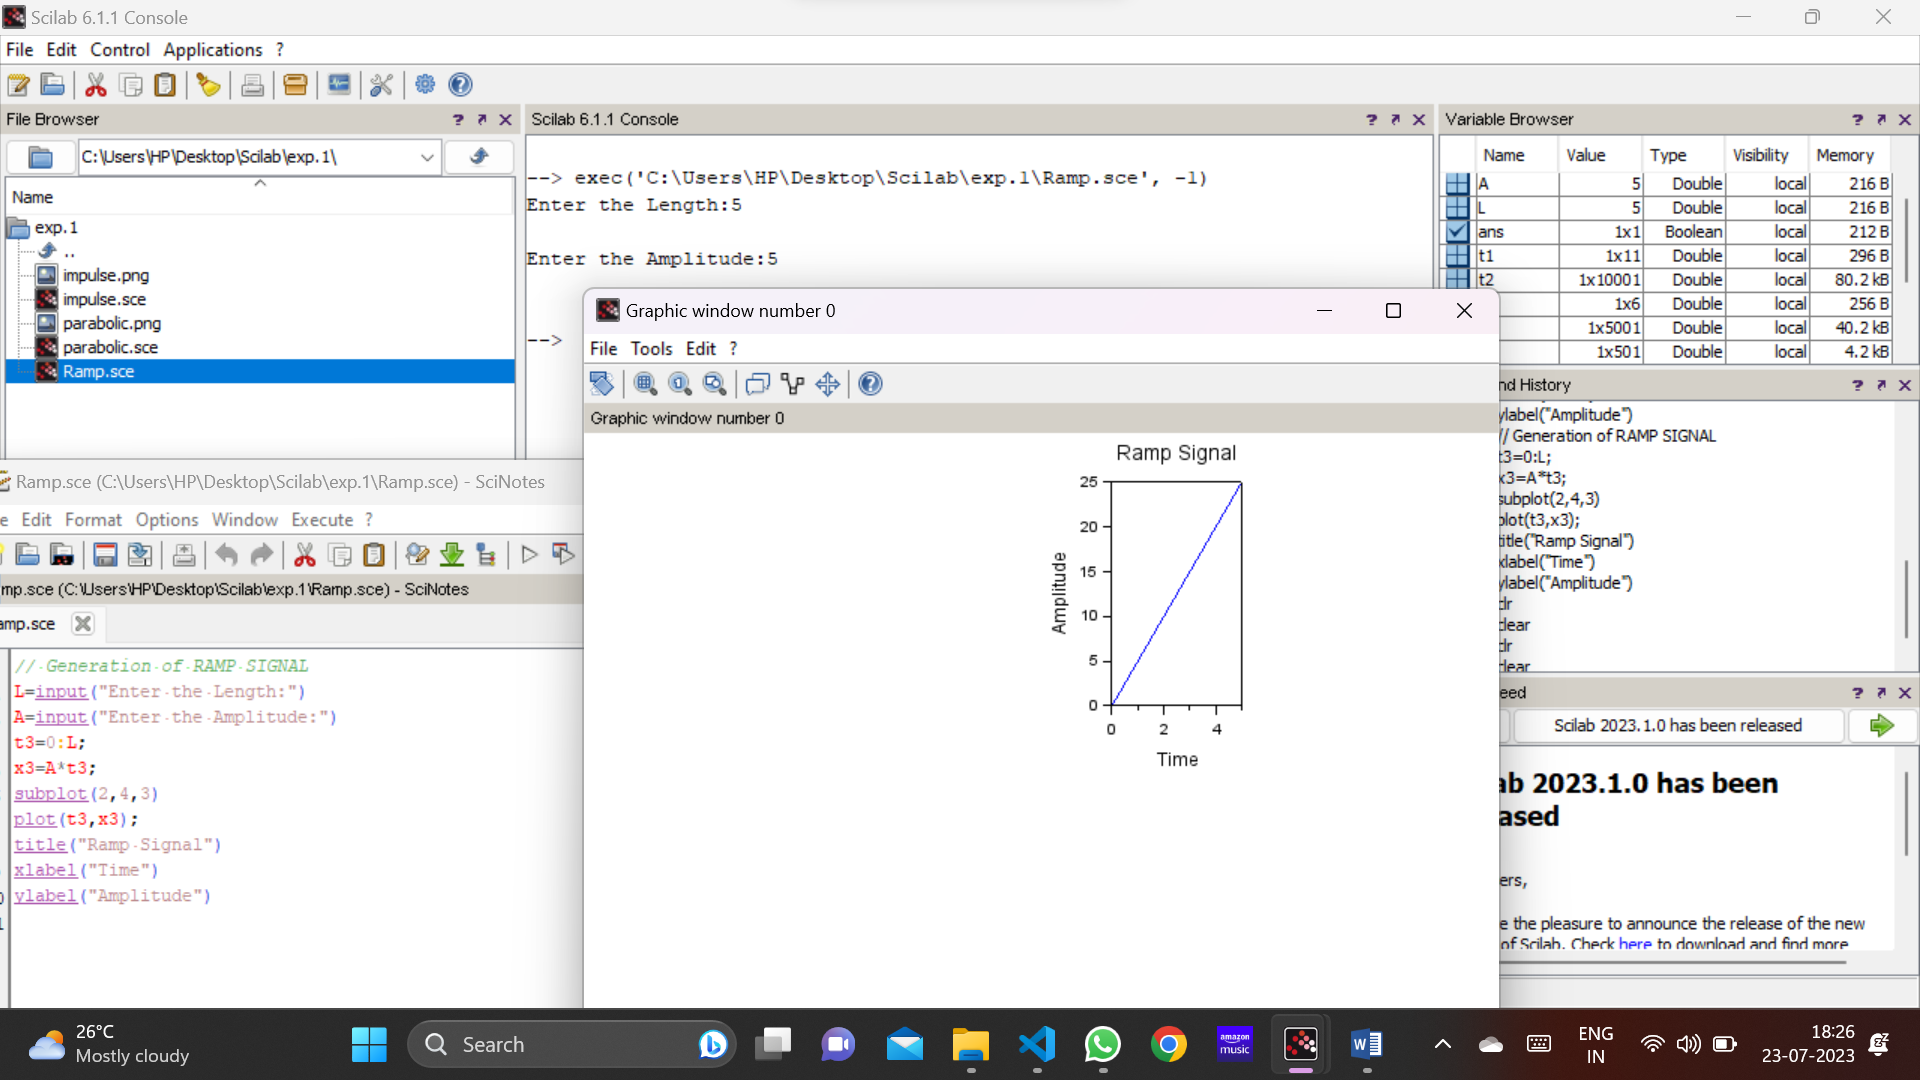 Scilab 6.1.1 Console
File Edit Control Applications ?
File Browser
C:\Users\HP\Desktop\Scilab\exp.1\
Name
exp.1
..
impulse.png
impulse.sce
parabolic.png
parabolic.sce
Ramp.sce
Scilab 6.1.1 Console
--> exec('C:\Users\HP\Desktop\Scilab\exp.1\Ramp.sce', -1)
Enter the Length:5
Enter the Amplitude:5
-->
Variable Browser
Name Value Type Visibility Memory
A 5 Double local 216 B
L 5 Double local 216 B
ans 1x1 Boolean local 212 B
t1 1x11 Double local 296 B
t2 1x10001 Double local 80.2 kB
1x6 Double local 256 B
1x5001 Double local 40.2 kB
1x501 Double local 4.2 kB
nd History
ylabel("Amplitude")
// Generation of RAMP SIGNAL
t3=0:L;
x3=A*t3;
subplot(2,4,3)
plot(t3,x3);
title("Ramp Signal")
xlabel("Time")
ylabel("Amplitude")
clr
clear
clr
clear
eed
Scilab 2023.1.0 has been released
ab 2023.1.0 has been
ased
ers,
e the pleasure to announce the release of the new
of Scilab. Check here to download and find more
Graphic window number 0
File Tools Edit ?
Graphic window number 0
Ramp Signal
25
20
15
10
5
0
0 2 4
Amplitude
Time
Ramp.sce (C:\Users\HP\Desktop\Scilab\exp.1\Ramp.sce) - SciNotes
e Edit Format Options Window Execute ?
mp.sce (C:\Users\HP\Desktop\Scilab\exp.1\Ramp.sce) - SciNotes
amp.sce
// Generation of RAMP SIGNAL
L=input("Enter the Length:")
A=input("Enter the Amplitude:")
t3=0:L;
x3=A*t3;
subplot(2,4,3)
plot(t3,x3);
title("Ramp Signal")
xlabel("Time")
ylabel("Amplitude")
26°C
Mostly cloudy
Search
amazon
music
ENG
IN
18:26
23-07-2023